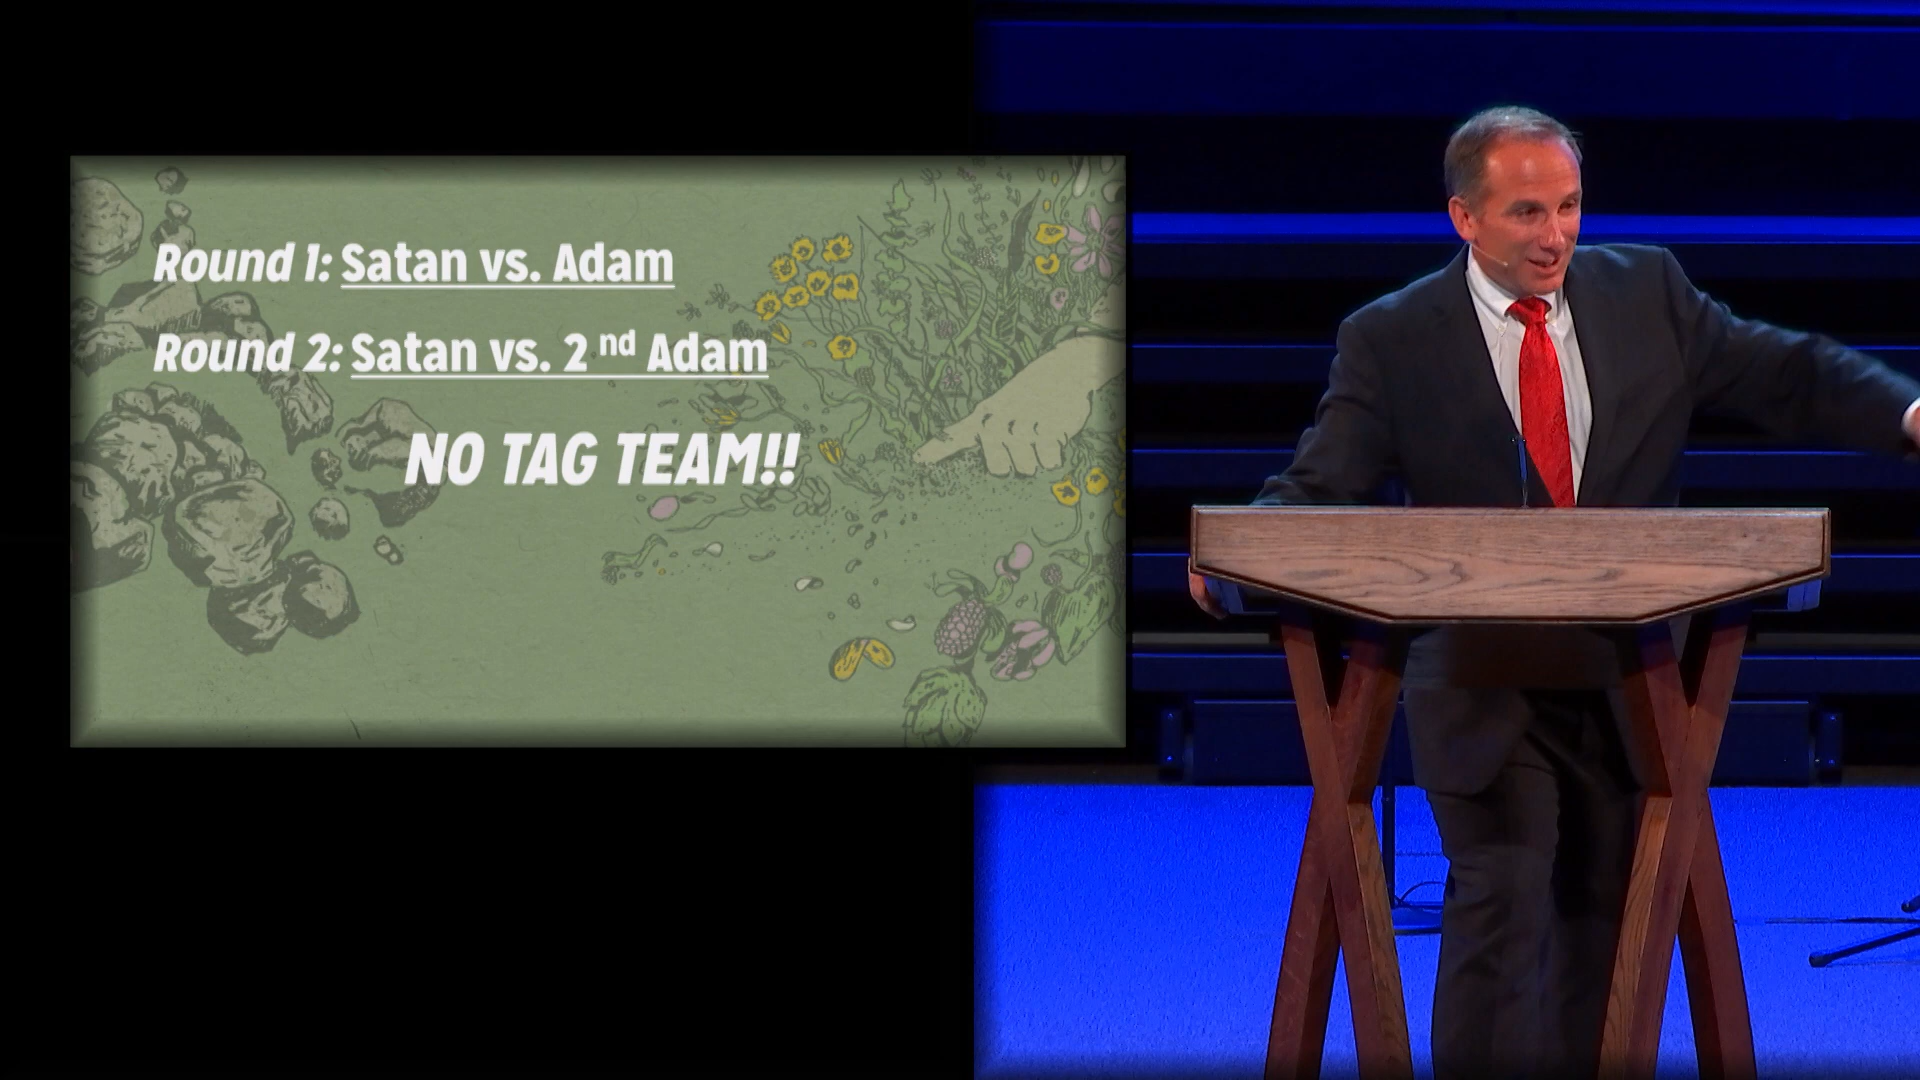 Round 1: Satan vs. Adam
Round 2: Satan vs. 2nd Adam
NO TAG TEAM!!